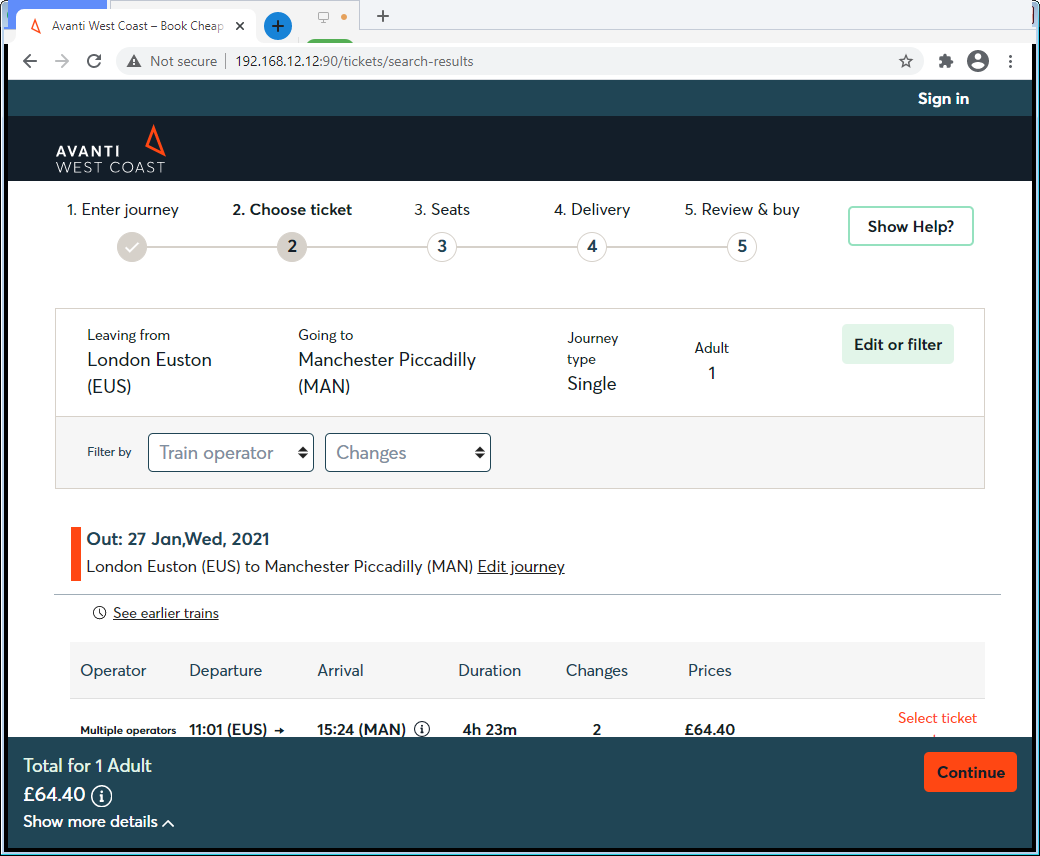 Avanti West Coast – Book Cheap
Not secure
192.168.12.12:90/tickets/search-results
Sign in
AVANTI
WEST COAST
1. Enter journey
2. Choose ticket
3. Seats
4. Delivery
5. Review & buy
Show Help?
2
3
4
5
Leaving from
London Euston
(EUS)
Going to
Manchester Piccadilly
(MAN)
Journey
type
Single
Adult
1
Edit or filter
Filter by
Train operator
Changes
Out: 27 Jan,Wed, 2021
London Euston (EUS) to Manchester Piccadilly (MAN) Edit journey
See earlier trains
Operator Departure Arrival Duration Changes Prices
Select ticket
Multiple operators 11:01 (EUS) → 15:24 (MAN) 4h 23m 2 £64.40
Total for 1 Adult
£64.40
Show more details
Continue